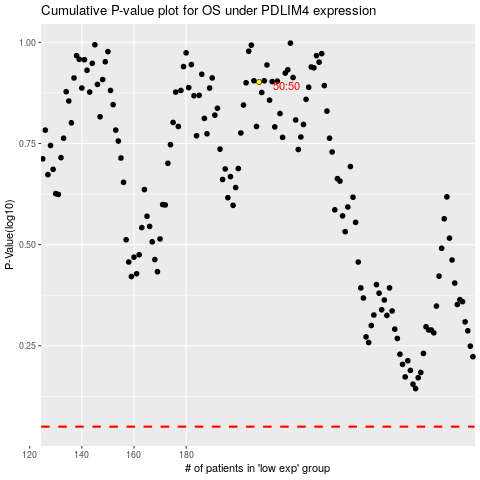 Cumulative P-value plot for OS under PDLIM4 expression
P-Value(log10)
1.00
0.75
0.50
0.25
50:50
120 140 160 180
# of patients in 'low exp' group